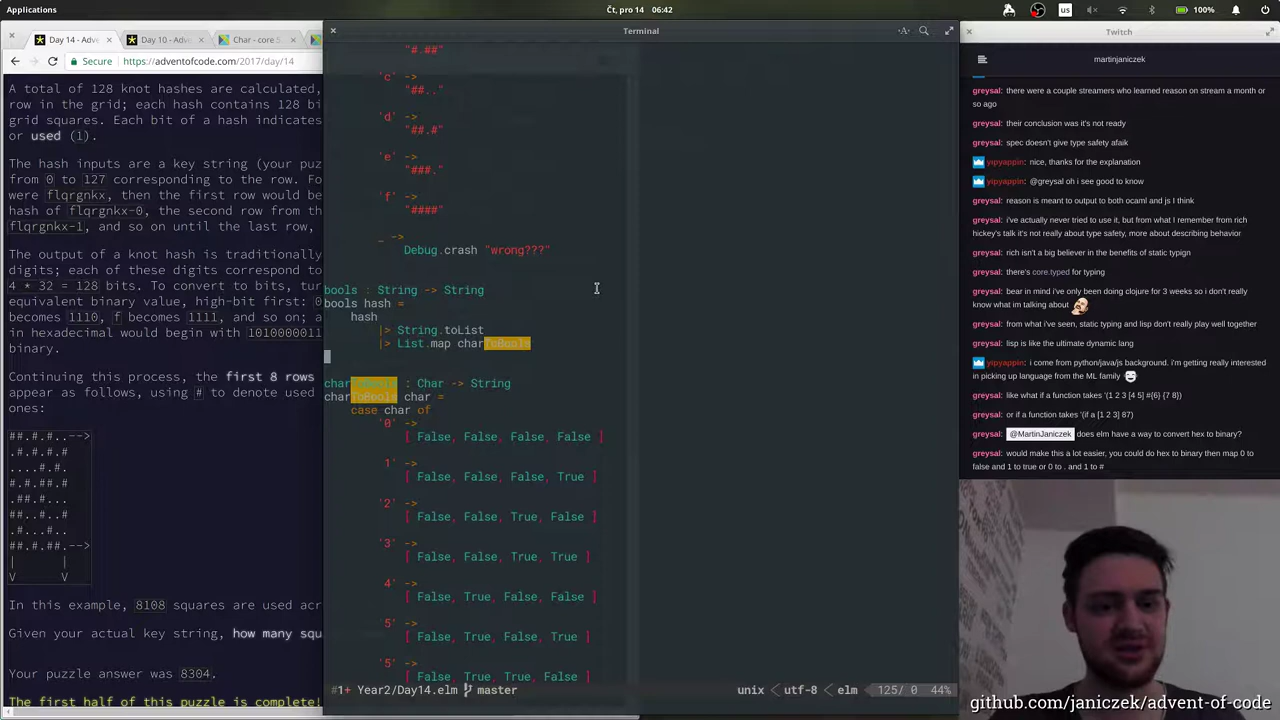 Applications
Čt, pro 14 06:42
us
100%
Day 14 - Adve
Day 10 - Adve
Char - core 5.
Secure
https://adventofcode.com/2017/day/14
A total of 128 knot hashes are calculated,
row in the grid; each hash contains 128 bi
grid squares. Each bit of a hash indicates
or used (1).
The hash inputs are a key string (your puz
from 0 to 127 corresponding to the row. Fo
were flqrgnkx, then the first row would be
hash of flqrgnkx-0, the second row from th
flqrgnkx-1, and so on until the last row,
The output of a knot hash is traditionally
digits; each of these digits correspond to
4 * 32 = 128 bits. To convert to bits, tur
equivalent binary value, high-bit first: 0
becomes 1110, f becomes 1111, and so on; a
in hexadecimal would begin with 1010000011
binary.
Continuing this process, the first 8 rows
appear as follows, using # to denote used
ones:
##.#.#..-->
.#.#.#.#
....#.#.
#.#.##.#
.##.#...
##..#..#
.#...#..
##.#.##.-->
| |
V V
In this example, 8108 squares are used acr
Given your actual key string, how many squ
Your puzzle answer was 8304.
The first half of this puzzle is complete!
Terminal
"#.##"
'c' ->
"##.."
'd' ->
"##.#"
'e' ->
"###."
'f' ->
"####"
_ ->
Debug.crash "wrong???"
bools : String -> String
bools hash =
hash
|> String.toList
|> List.map charToBools
charToBools : Char -> String
charToBools char =
case char of
'0' ->
[ False, False, False, False ]
1' ->
[ False, False, False, True ]
'2' ->
[ False, False, True, False ]
'3' ->
[ False, False, True, True ]
4' ->
[ False, True, False, False ]
'5' ->
[ False, True, False, True ]
'5' ->
[ False, True, True, False ]
#1+ Year2/Day14.elm master
unix < utf-8 < elm 125/ 0 44%
Twitch
martinjaniczek
greysal: there were a couple streamers who learned reason on stream a month or
so ago
greysal: their conclusion was it's not ready
greysal: spec doesn't give type safety afaik
yipyappin: nice, thanks for the explanation
yipyappin: @greysal oh i see good to know
greysal: reason is meant to output to both ocaml and js I think
greysal: i've actually never tried to use it, but from what I remember from rich
hickey's talk it's not really about type safety, more about describing behavior
greysal: rich isn't a big believer in the benefits of static typign
greysal: there's core.typed for typing
greysal: bear in mind i've only been doing clojure for 3 weeks so i don't really
know what im talking about
greysal: from what i've seen, static typing and lisp don't really play well together
greysal: lisp is like the ultimate dynamic lang
yipyappin: i come from python/java/js background. i'm getting really interested
in picking up language from the ML family
greysal: like what if a function takes '(1 2 3 [4 5] #{6} {7 8})
greysal: or if a function takes '(if a [1 2 3] 87)
greysal: @MartinJaniczek does elm have a way to convert hex to binary?
greysal: would make this a lot easier, you could do hex to binary then map 0 to
false and 1 to true or 0 to . and 1 to #
github.com/janiczek/advent-of-code